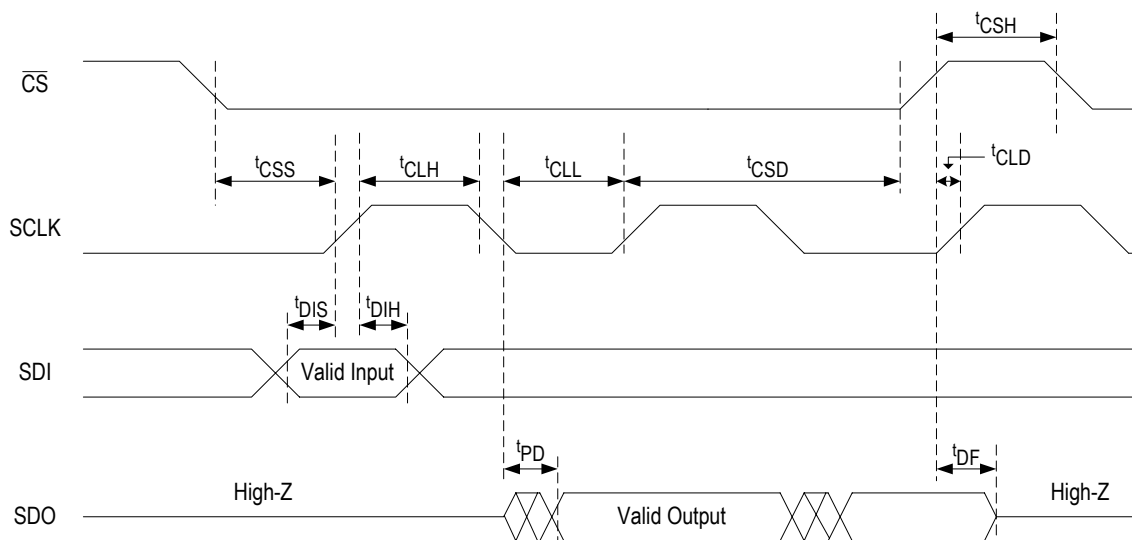 tCSH
CS
tCSS
tCLH
tCLL
tCSD
tCLD
SCLK
tDIS
tDIH
SDI
Valid Input
tPD
tDF
SDO
High-Z
Valid Output
High-Z